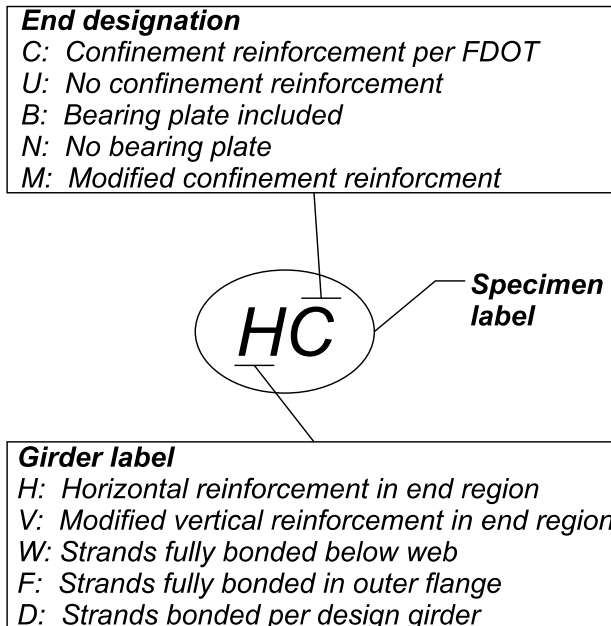 End designation
C: Confinement reinforcement per FDOT
U: No confinement reinforcement
B: Bearing plate included
N: No bearing plate
M: Modified confinement reinforcment
HC
Specimen
label
Girder label
H: Horizontal reinforcement in end region
V: Modified vertical reinforcement in end region
W: Strands fully bonded below web
F: Strands fully bonded in outer flange
D: Strands bonded per design girder